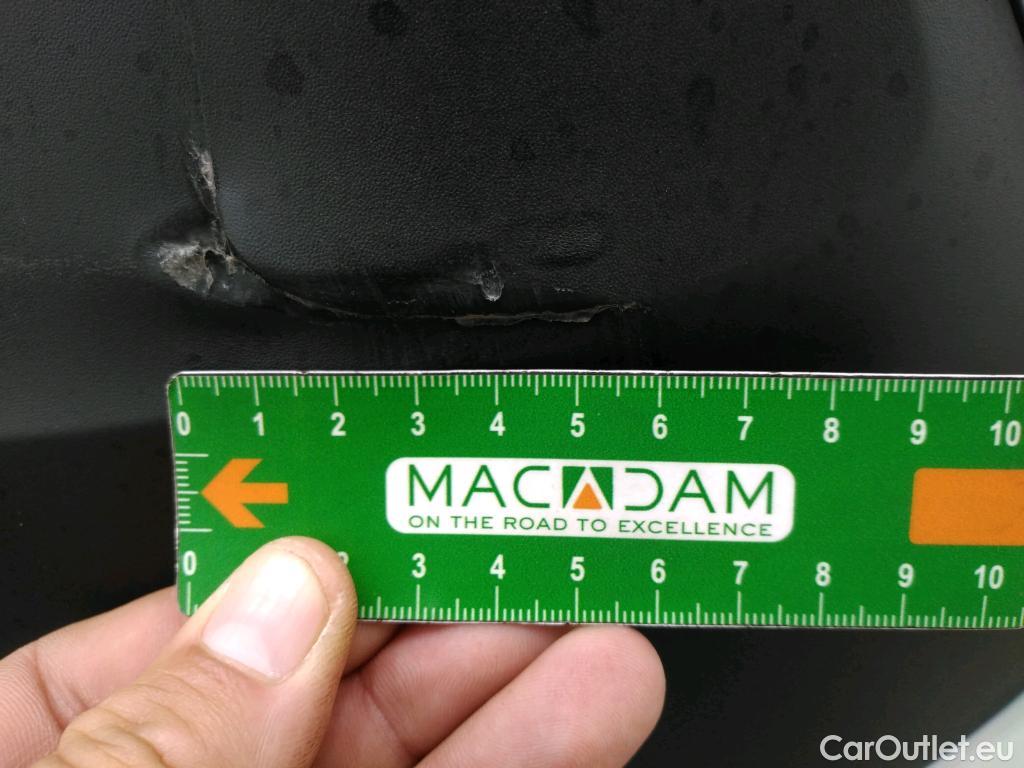 0 1 2 3 4 5 6 7 8 9 10
MACADAM
ON THE ROAD TO EXCELLENCE
0 2 3 4 5 6 7 8 9 10
CarOutlet.eu